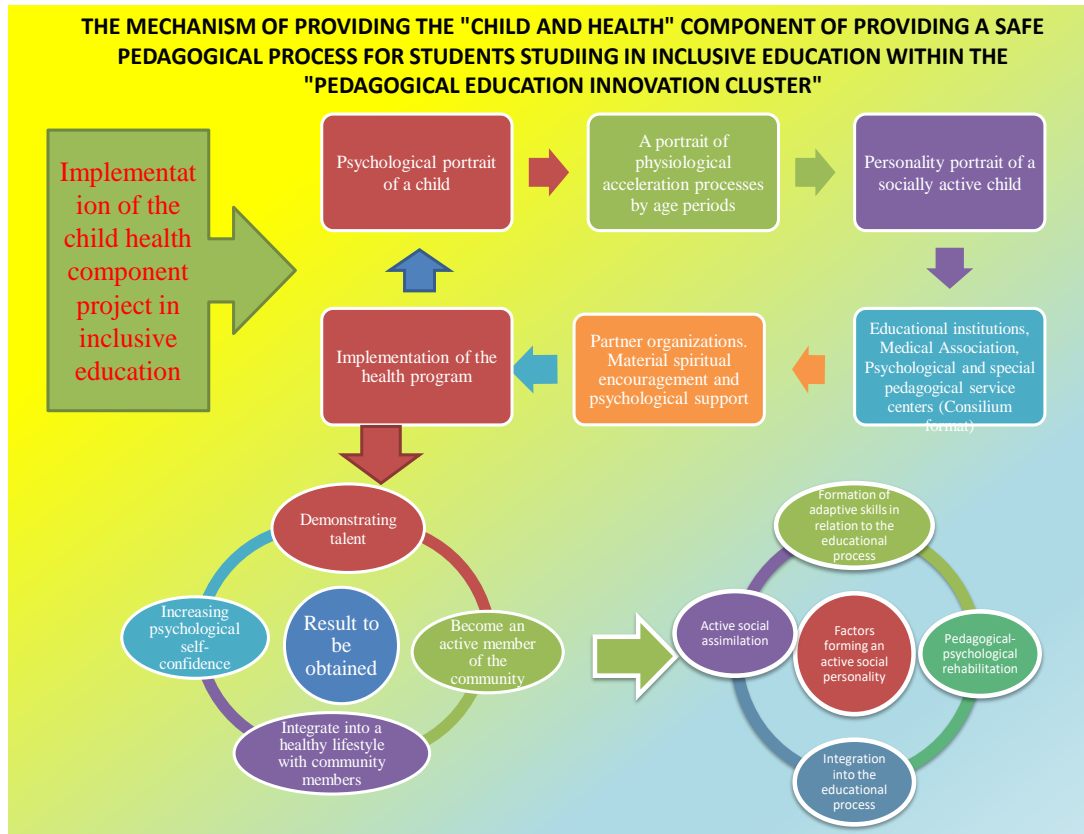 THE MECHANISM OF PROVIDING THE "CHILD AND HEALTH" COMPONENT OF PROVIDING A SAFE
PEDAGOGICAL PROCESS FOR STUDENTS STUDIING IN INCLUSIVE EDUCATION WITHIN THE
"PEDAGOGICAL EDUCATION INNOVATION CLUSTER"
Implementat
ion of the
child health
component
project in
inclusive
education
Psychological portrait
of a child
A portrait of
physiological
acceleration processes
by age periods
Personality portrait of a
socially active child
Implementation of the
health program
Partner organizations.
Material spiritual
encouragement and
psychological support
Educational institutions,
Medical Association,
Psychological and special
pedagogical service
centers (Consilium
format)
Demonstrating
talent
Increasing
psychological
self-
confidence
Result to
be
obtained
Become an
active member
of the
community
Integrate into a
healthy lifestyle
with community
members
Formation of
adaptive skills in
relation to the
educational
process
Active social
assimilation
Factors
forming an
active social
personality
Pedagogical-
psychological
rehabilitation
Integration
into the
educational
process